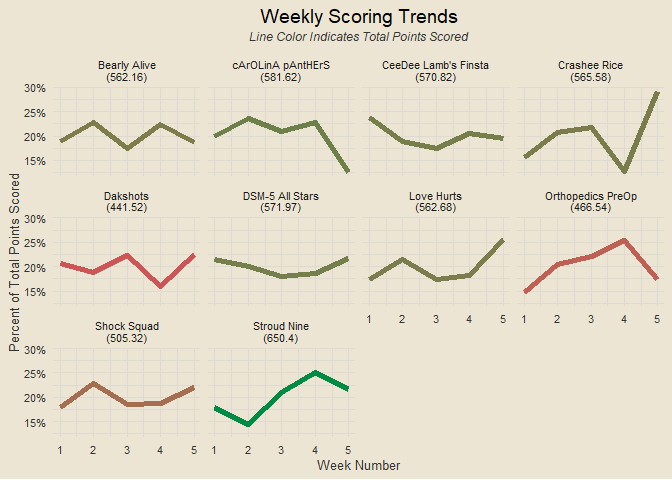 Weekly Scoring Trends
Line Color Indicates Total Points Scored
Bearly Alive
(562.16)
cArOLinA pAntHErS
(581.62)
CeeDee Lamb's Finsta
(570.82)
Crashee Rice
(565.58)
30%
25%
20%
15%
Dakshots
(441.52)
DSM-5 All Stars
(571.97)
Love Hurts
(562.68)
Orthopedics PreOp
(466.54)
30%
25%
20%
15%
1 2 3 4 5
1 2 3 4 5
Shock Squad
(505.32)
Stroud Nine
(650.4)
30%
25%
20%
15%
1 2 3 4 5
1 2 3 4 5
Percent of Total Points Scored
Week Number